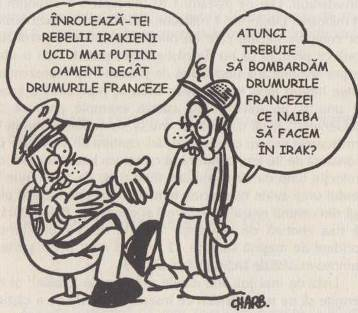 ÎNROLEAZĂ-TE!
REBELII IRAKIENI
UCID MAI PUȚINI
OAMENI DECÂT
DRUMURILE FRANCEZE.
ATUNCI
TREBUIE
SĂ BOMBARDĂM
DRUMURILE
FRANCEZE!
CE NAIBA
SĂ FACEM
ÎN IRAK?
CHARB.